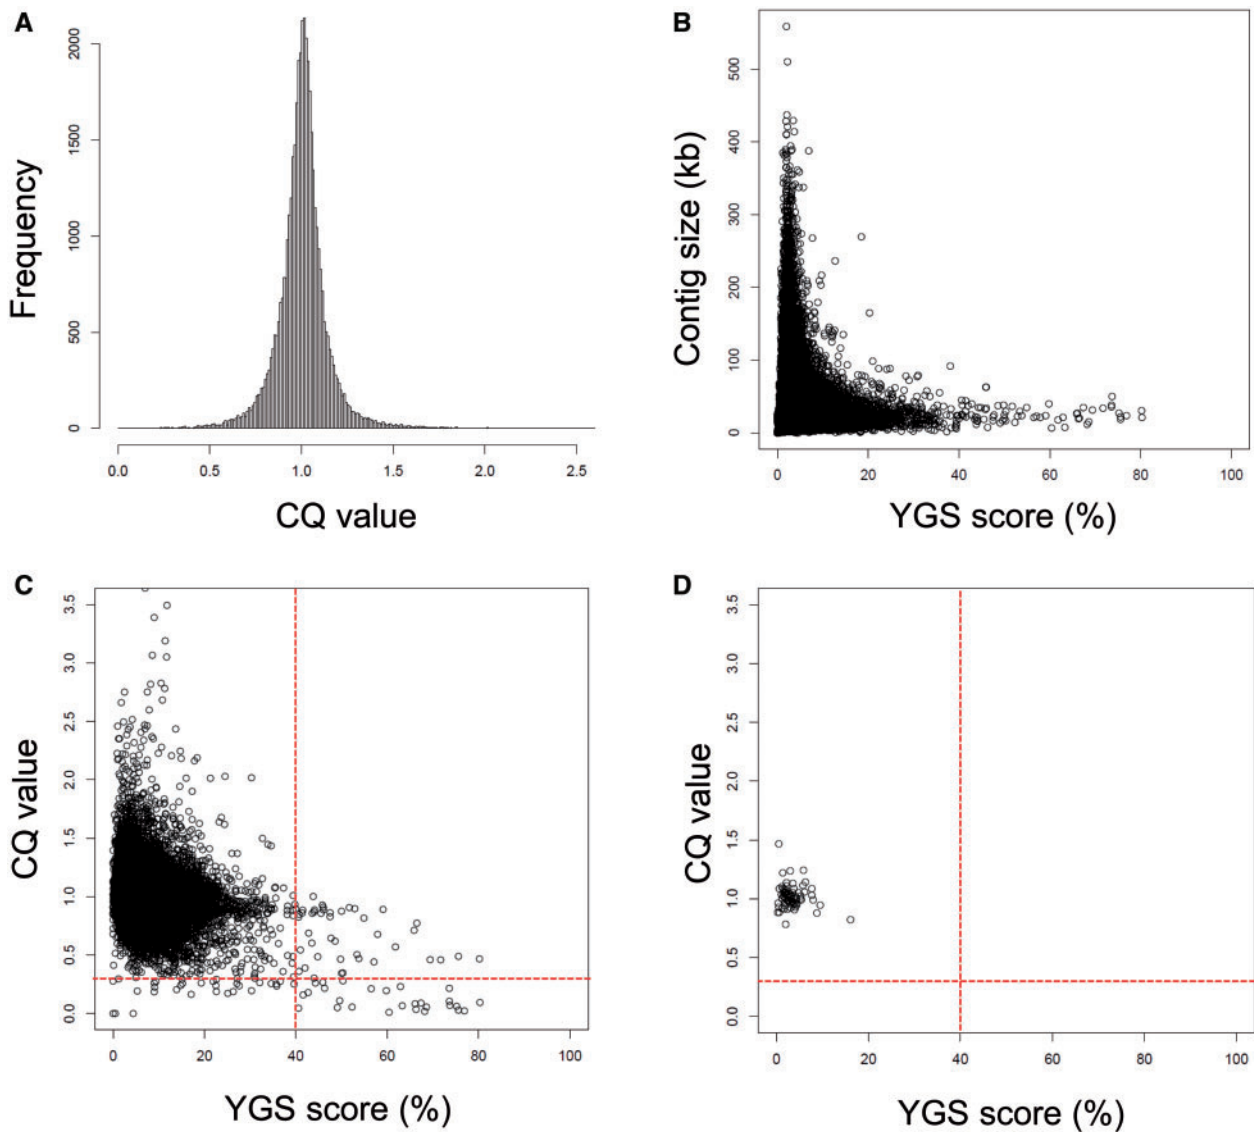 A
Frequency
2000
1500
1000
500
0
0.0 0.5 1.0 1.5 2.0 2.5
CQ value
B
Contig size (kb)
500
400
300
200
100
0
0 20 40 60 80 100
YGS score (%)
C
CQ value
3.5
3.0
2.5
2.0
1.5
1.0
0.5
0.0
0 20 40 60 80 100
YGS score (%)
D
CQ value
3.5
3.0
2.5
2.0
1.5
1.0
0.5
0.0
0 20 40 60 80 100
YGS score (%)